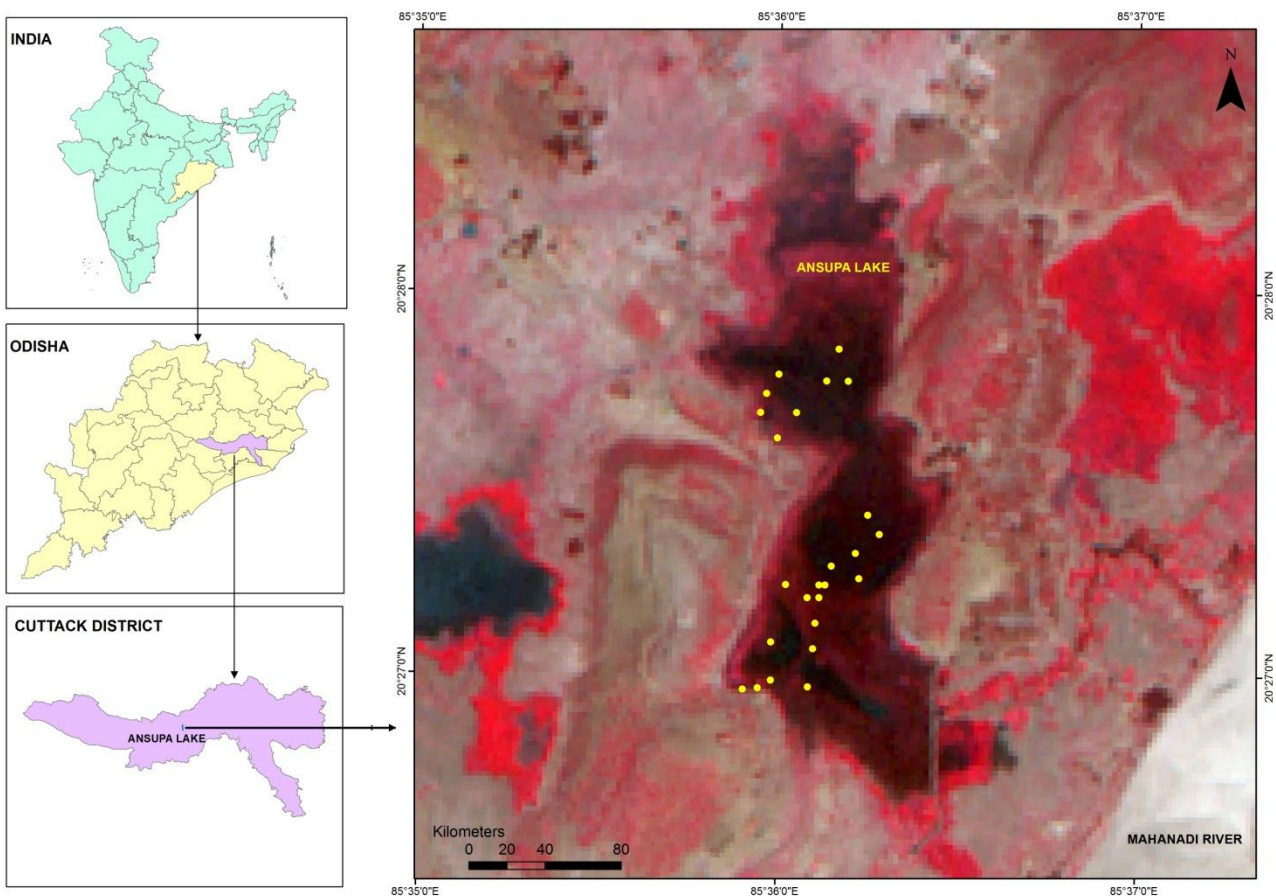 INDIA
ODISHA
CUTTACK DISTRICT
ANSUPA LAKE
85°35'0"E
85°36'0"E
85°37'0"E
N
ANSUPA LAKE
20°28'0"N
20°28'0"N
20°27'0"N
20°27'0"N
Kilometers
0 20 40 80
MAHANADI RIVER
85°35'0"E
85°36'0"E
85°37'0"E